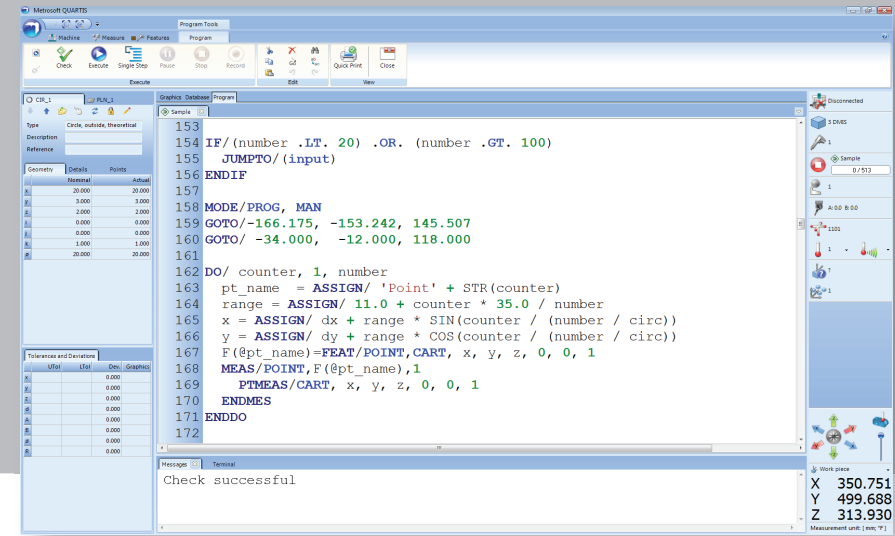 Metrosoft QUARTIS
Program Tools
Machine Measure Features Program
Check Execute Single Step Pause Stop Record Quick Print Close
Execute Edit View
CIR_1 PLN_1
Type Circle, outside, theoretical
Description
Reference
Geometry Details Points
Nominal Actual
x 20.000 20.000
y 3.000 3.000
z 2.000 2.000
i 0.000 0.000
j 0.000 0.000
k 1.000 1.000
ø 20.000 20.000
Tolerances and Deviations
UTol LTol Dev. Graphics
0.000
0.000
0.000
0.000
0.000
0.000
0.000
0.000
Graphics Database Program
Sample
153
154 IF/(number .LT. 20) .OR. (number .GT. 100)
155 JUMPTO/(input)
156 ENDIF
157
158 MODE/PROG, MAN
159 GOTO/-166.175, -153.242, 145.507
160 GOTO/ -34.000, -12.000, 118.000
161
162 DO/ counter, 1, number
163 pt_name = ASSIGN/ 'Point' + STR(counter)
164 range = ASSIGN/ 11.0 + counter * 35.0 / number
165 x = ASSIGN/ dx + range * SIN(counter / (number / circ))
166 y = ASSIGN/ dy + range * COS(counter / (number / circ))
167 F(@pt_name)=FEAT/POINT,CART, x, y, z, 0, 0, 1
168 MEAS/POINT,F(@pt_name),1
169 PTMEAS/CART, x, y, z, 0, 0, 1
170 ENDMES
171 ENDDO
172
Messages Terminal
Check successful
Disconnected
3 DMIS
1
Sample
0 / 513
1
A: 0.0 B: 0.0
1101
1
?
1
Work piece
X 350.751
Y 499.688
Z 313.930
Measurement unit: [ mm; °F ]